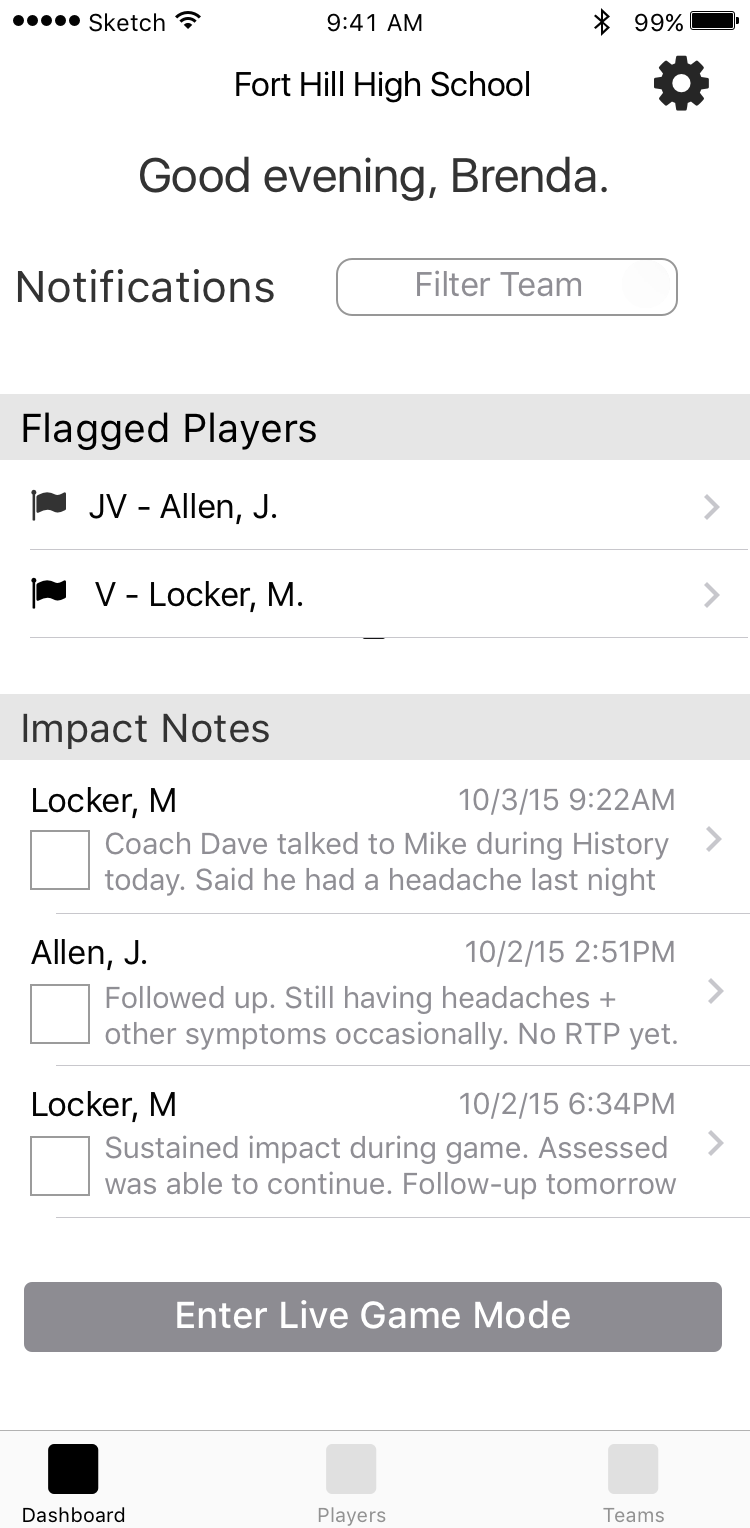 Sketch 9:41 AM 99%
Fort Hill High School
Good evening, Brenda.
Notifications Filter Team
Flagged Players
JV - Allen, J.
V - Locker, M.
Impact Notes
Locker, M 10/3/15 9:22AM
Coach Dave talked to Mike during History
today. Said he had a headache last night
Allen, J. 10/2/15 2:51PM
Followed up. Still having headaches +
other symptoms occasionally. No RTP yet.
Locker, M 10/2/15 6:34PM
Sustained impact during game. Assessed
was able to continue. Follow-up tomorrow
Enter Live Game Mode
Dashboard Players Teams